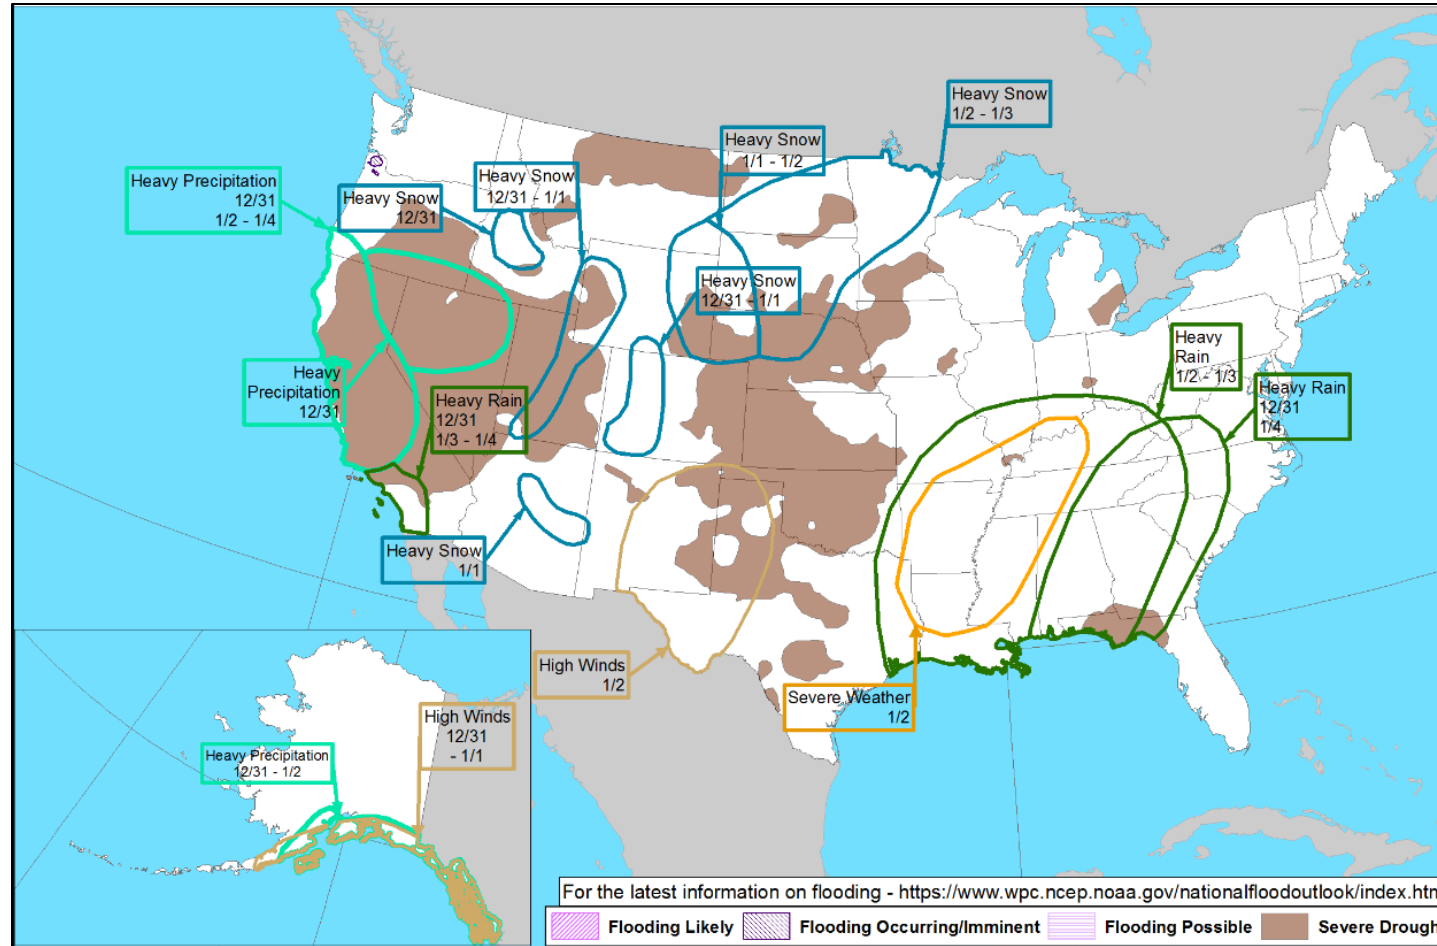 Heavy Snow
1/2 - 1/3
Heavy Snow
1/1 - 1/2
Heavy Snow
12/31 - 1/1
Heavy Precipitation
12/31
1/2 - 1/4
Heavy Snow
12/31
Heavy Snow
12/31 - 1/1
Heavy
Rain
1/2 - 1/3
Heavy
Precipitation
12/31
Heavy Rain
12/31
1/3 - 1/4
Heavy Rain
12/31
1/4
Heavy Snow
1/1
High Winds
1/2
Severe Weather
1/2
High Winds
12/31
- 1/1
Heavy Precipitation
12/31 - 1/2
For the latest information on flooding - https://www.wpc.ncep.noaa.gov/nationalfloodoutlook/index.htm
Flooding Likely Flooding Occurring/Imminent Flooding Possible Severe Drough